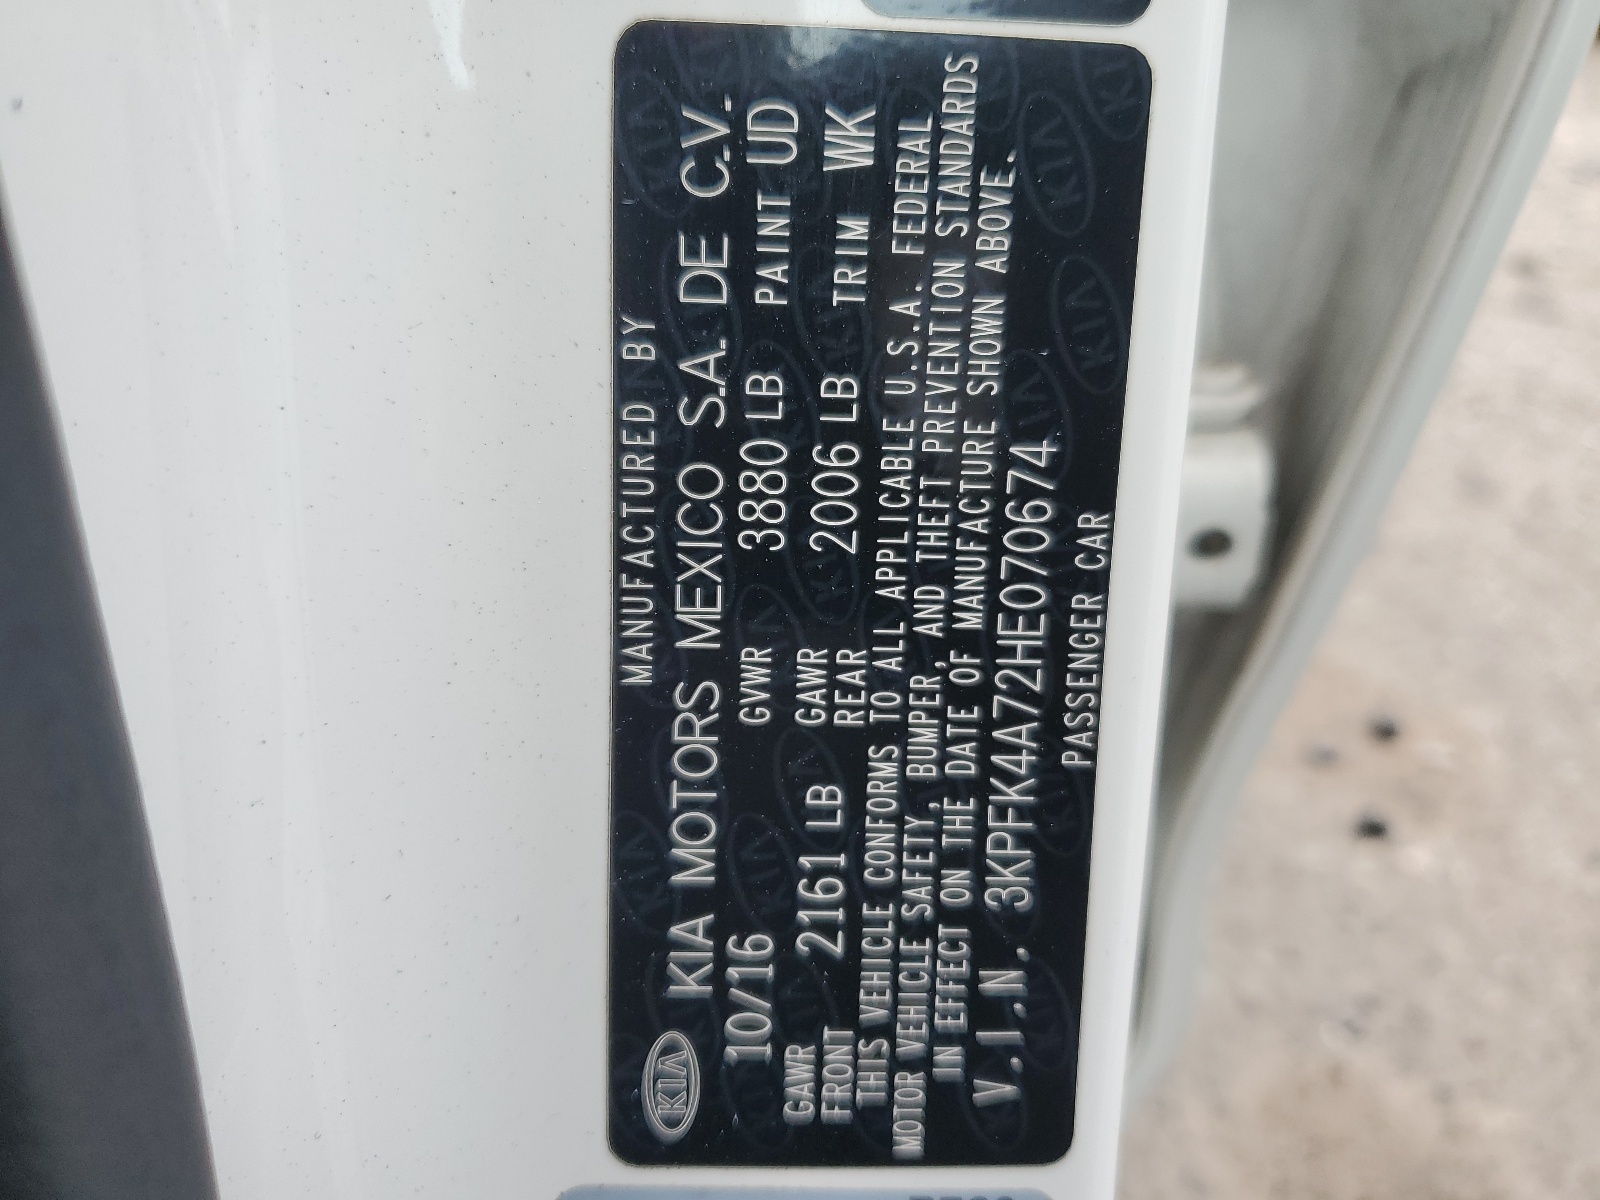 MANUFACTURED BY
KIA KIA MOTORS MEXICO S.A. DE C.V.
10/16 GVWR 3880 LB PAINT UD
GAWR FRONT 2161 LB GAWR REAR 2006 LB TRIM WK
THIS VEHICLE CONFORMS TO ALL APPLICABLE U.S.A. FEDERAL
MOTOR VEHICLE SAFETY, BUMPER, AND THEFT PREVENTION STANDARDS
IN EFFECT ON THE DATE OF MANUFACTURE SHOWN ABOVE.
V.I.N. 3KPFK4A72HE070674
PASSENGER CAR